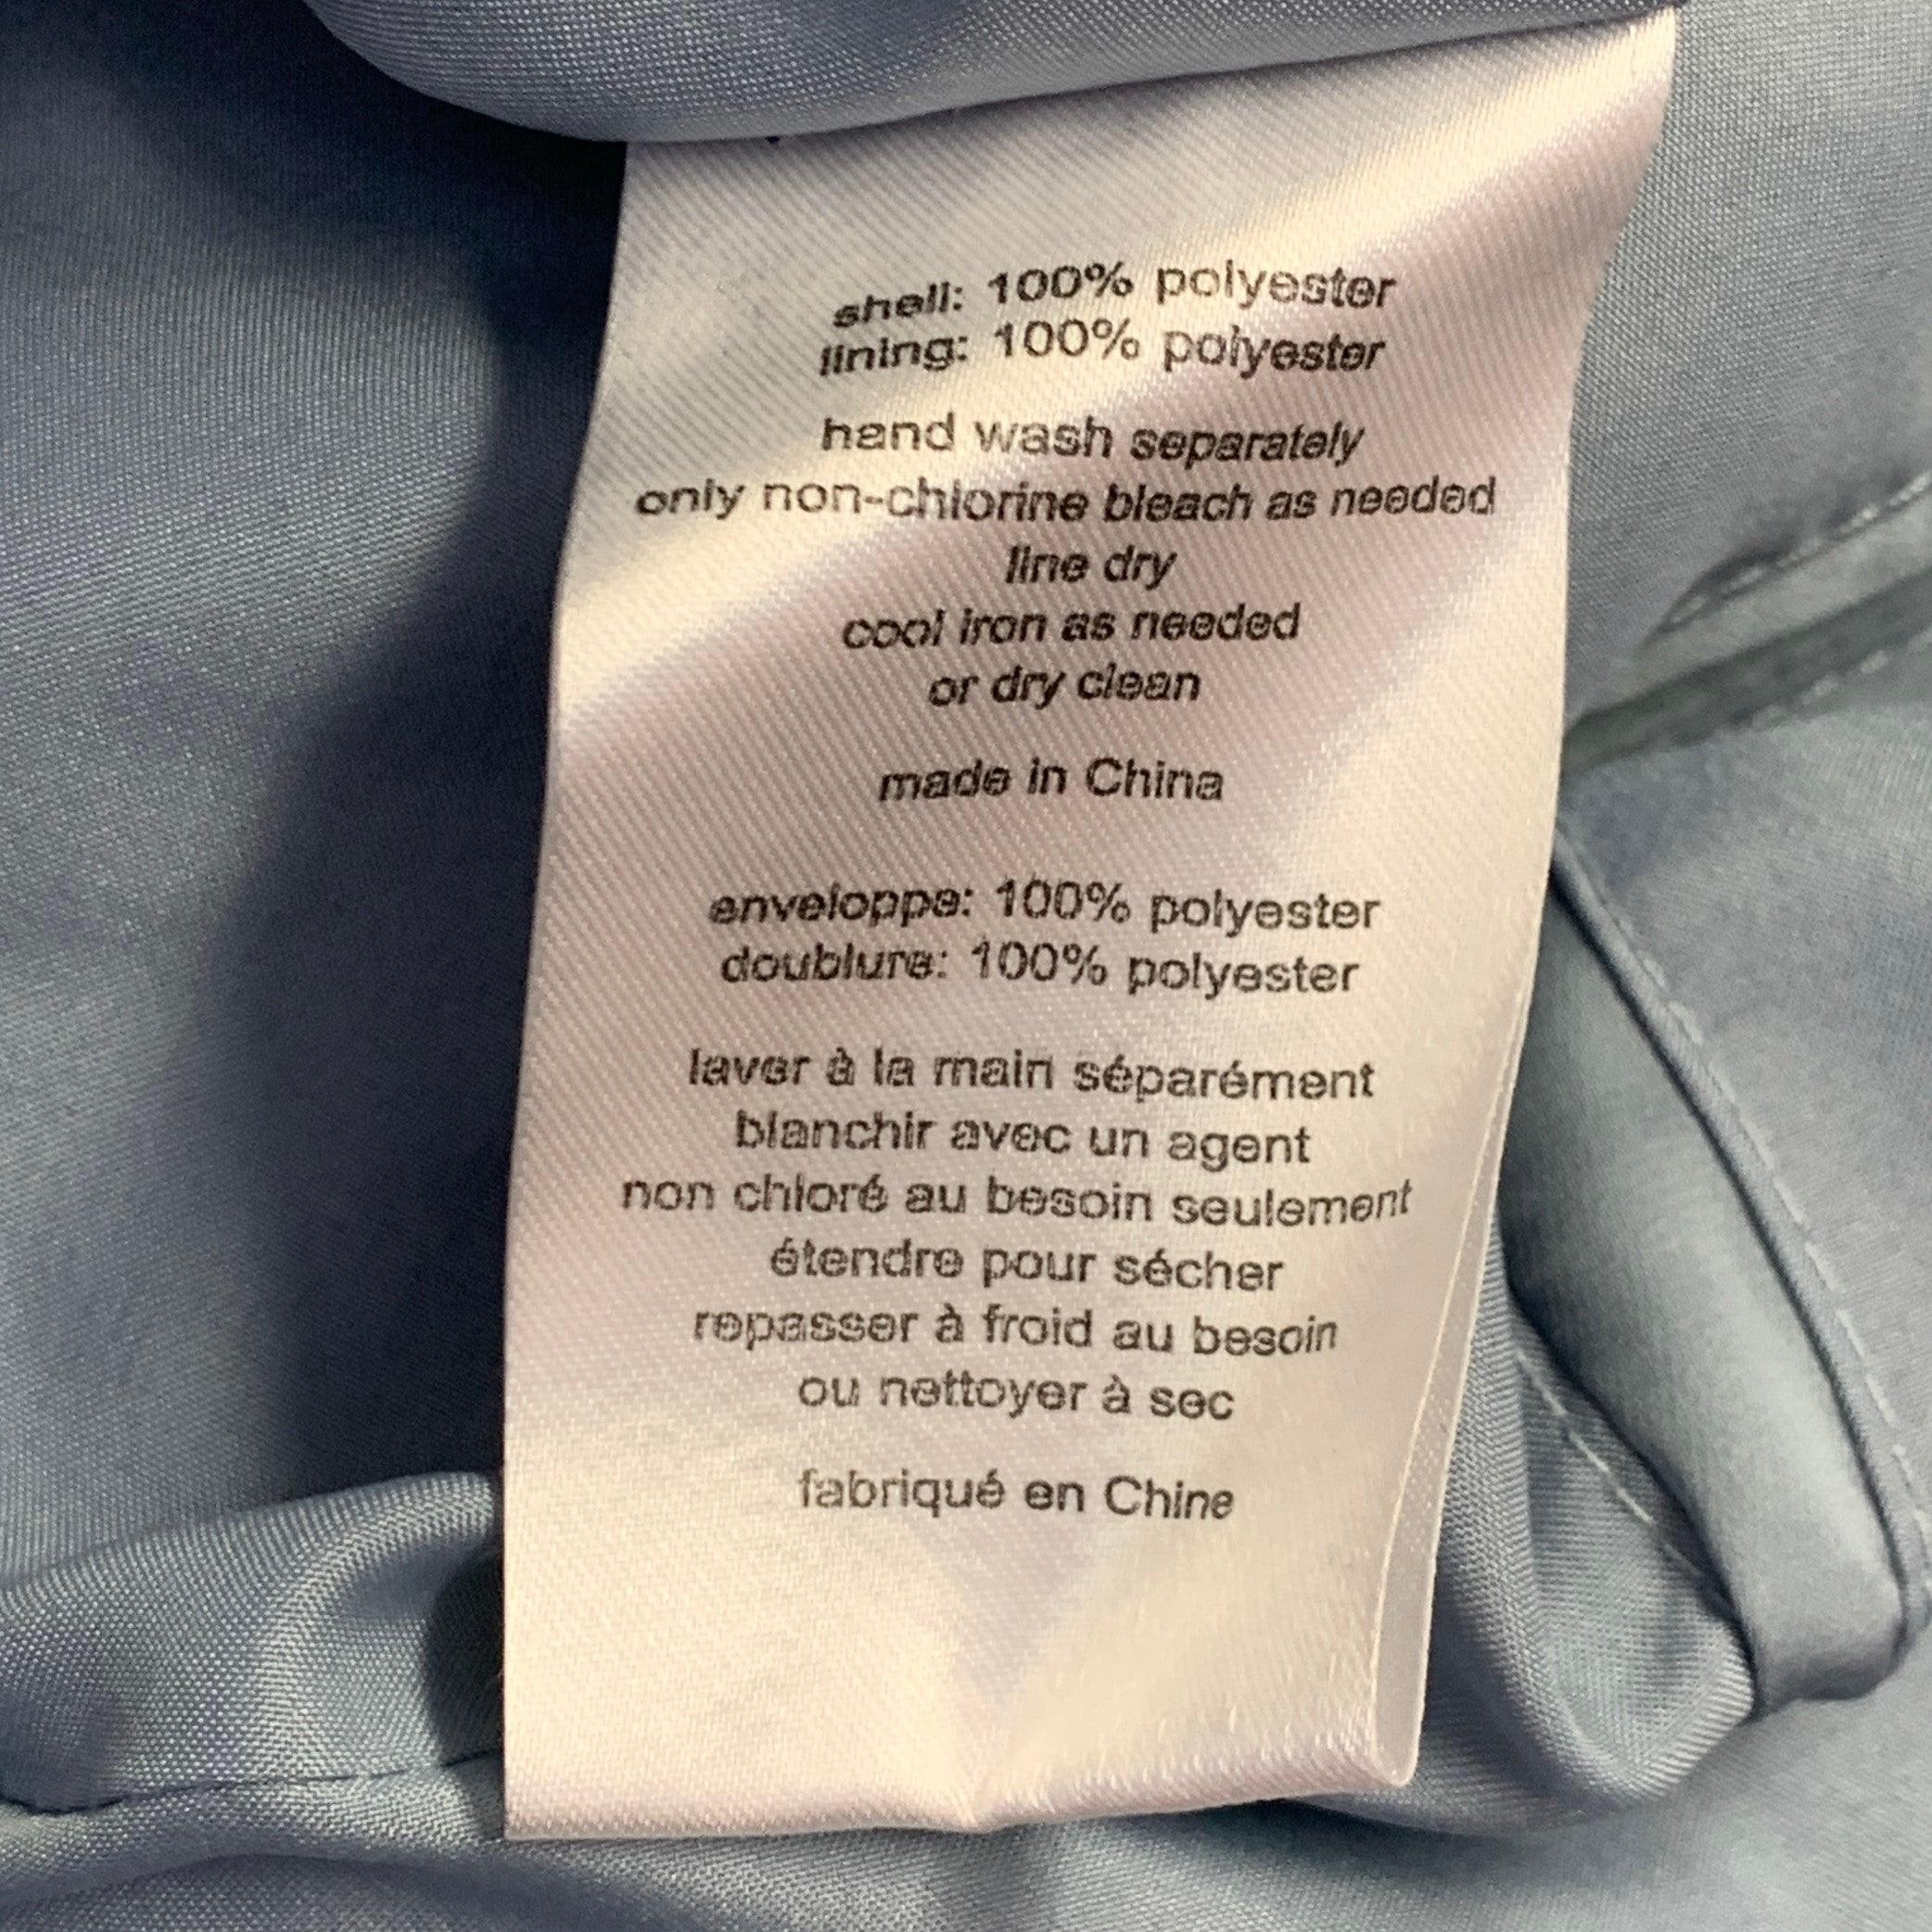 shell: 100% polyester
lining: 100% polyester
hand wash separately
only non-chlorine bleach as needed
line dry
cool iron as needed
or dry clean
made in China
enveloppe: 100% polyester
doublure: 100% polyester
laver à la main séparément
blanchir avec un agent
non chloré au besoin seulement
étendre pour sécher
repasser à froid au besoin
ou nettoyer à sec
fabriqué en Chine